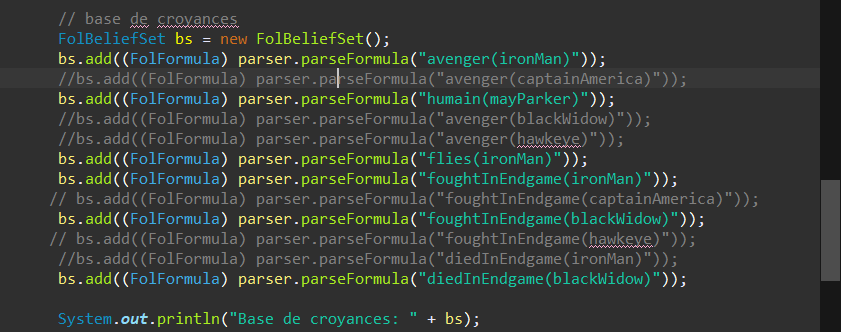 // base de croyances
FolBeliefSet bs = new FolBeliefSet();
bs.add((FolFormula) parser.parseFormula("avenger(ironMan)"));
//bs.add((FolFormula) parser.parseFormula("avenger(captainAmerica)"));
bs.add((FolFormula) parser.parseFormula("humain(mayParker)"));
//bs.add((FolFormula) parser.parseFormula("avenger(blackWidow)"));
//bs.add((FolFormula) parser.parseFormula("avenger(hawkeye)"));
bs.add((FolFormula) parser.parseFormula("flies(ironMan)"));
bs.add((FolFormula) parser.parseFormula("foughtInEndgame(ironMan)"));
// bs.add((FolFormula) parser.parseFormula("foughtInEndgame(captainAmerica)"));
bs.add((FolFormula) parser.parseFormula("foughtInEndgame(blackWidow)"));
// bs.add((FolFormula) parser.parseFormula("foughtInEndgame(hawkeye)"));
//bs.add((FolFormula) parser.parseFormula("diedInEndgame(ironMan)"));
bs.add((FolFormula) parser.parseFormula("diedInEndgame(blackWidow)"));
System.out.println("Base de croyances: " + bs);